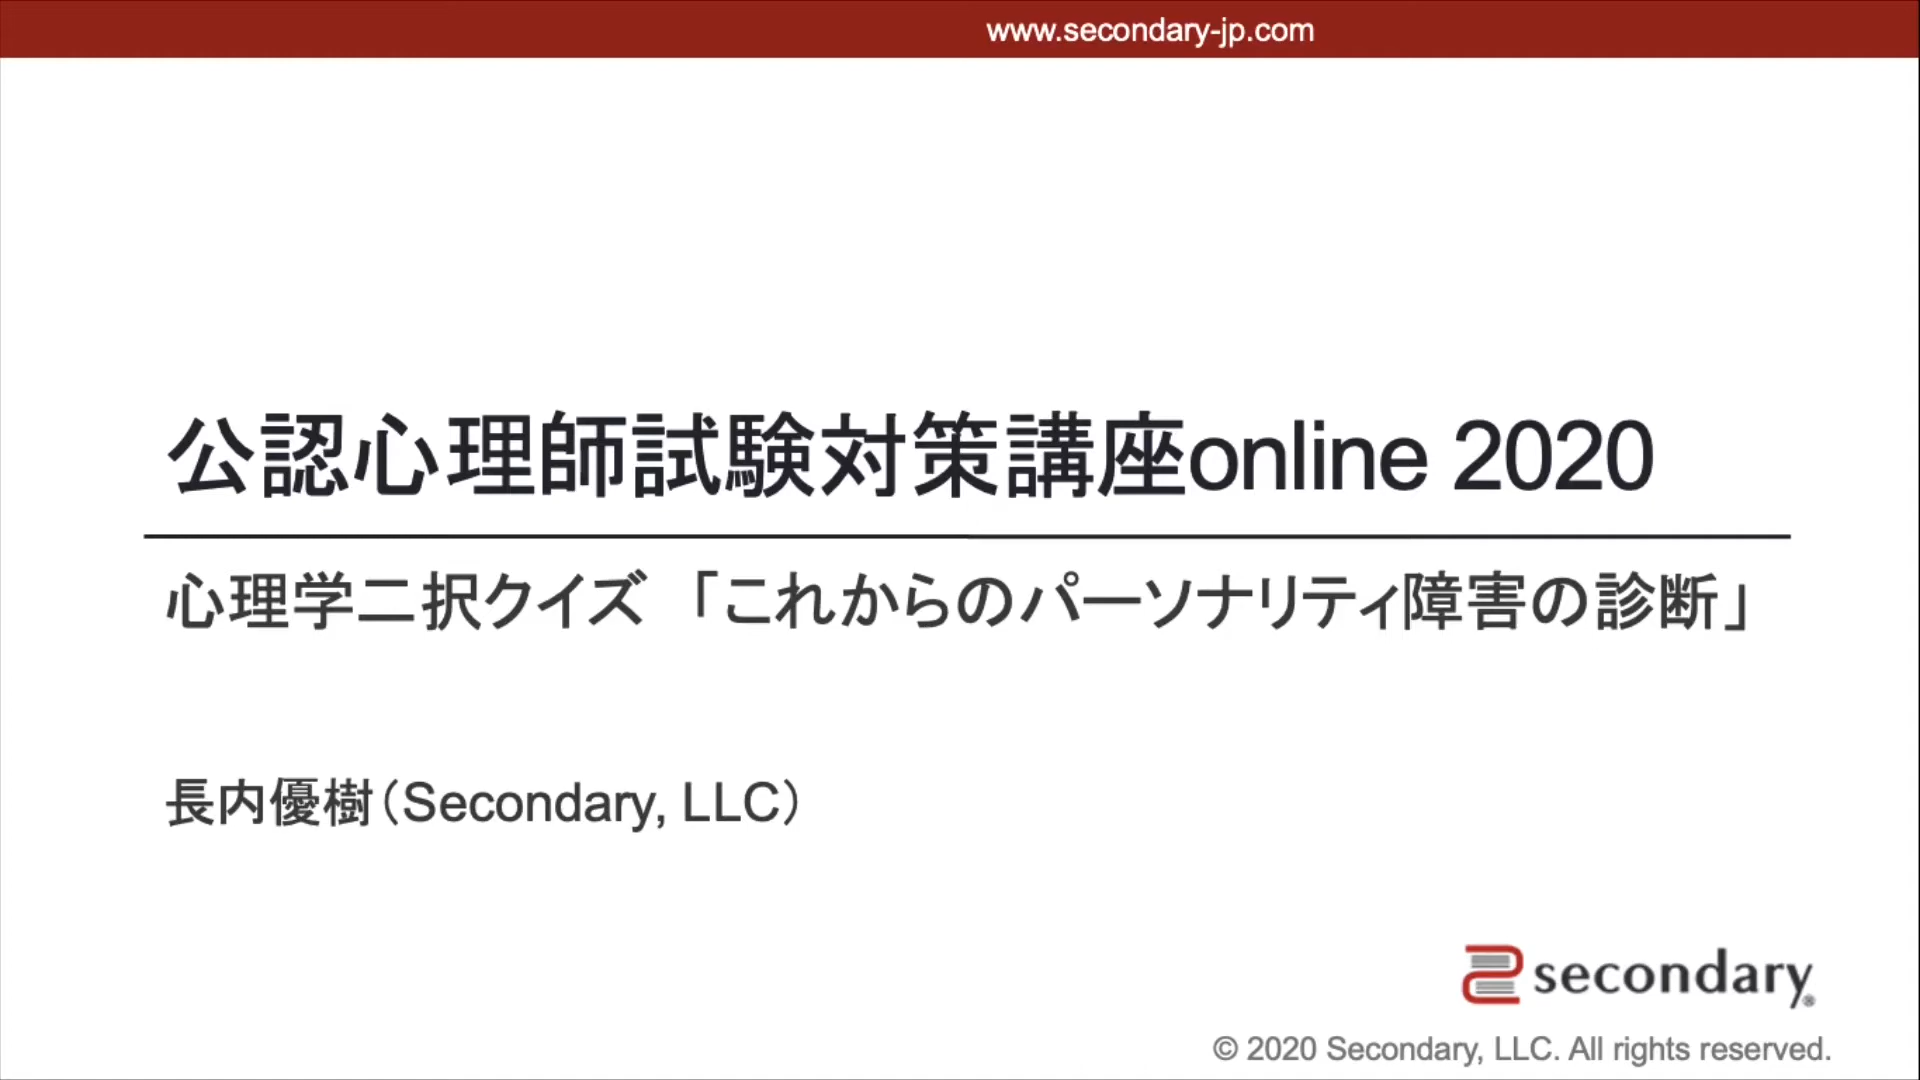 www.secondary-jp.com
公認心理師試験対策講座online 2020
心理学二択クイズ 「これからのパーソナリティ障害の診断」
長内優樹（Secondary, LLC）
secondary®
© 2020 Secondary, LLC. All rights reserved.